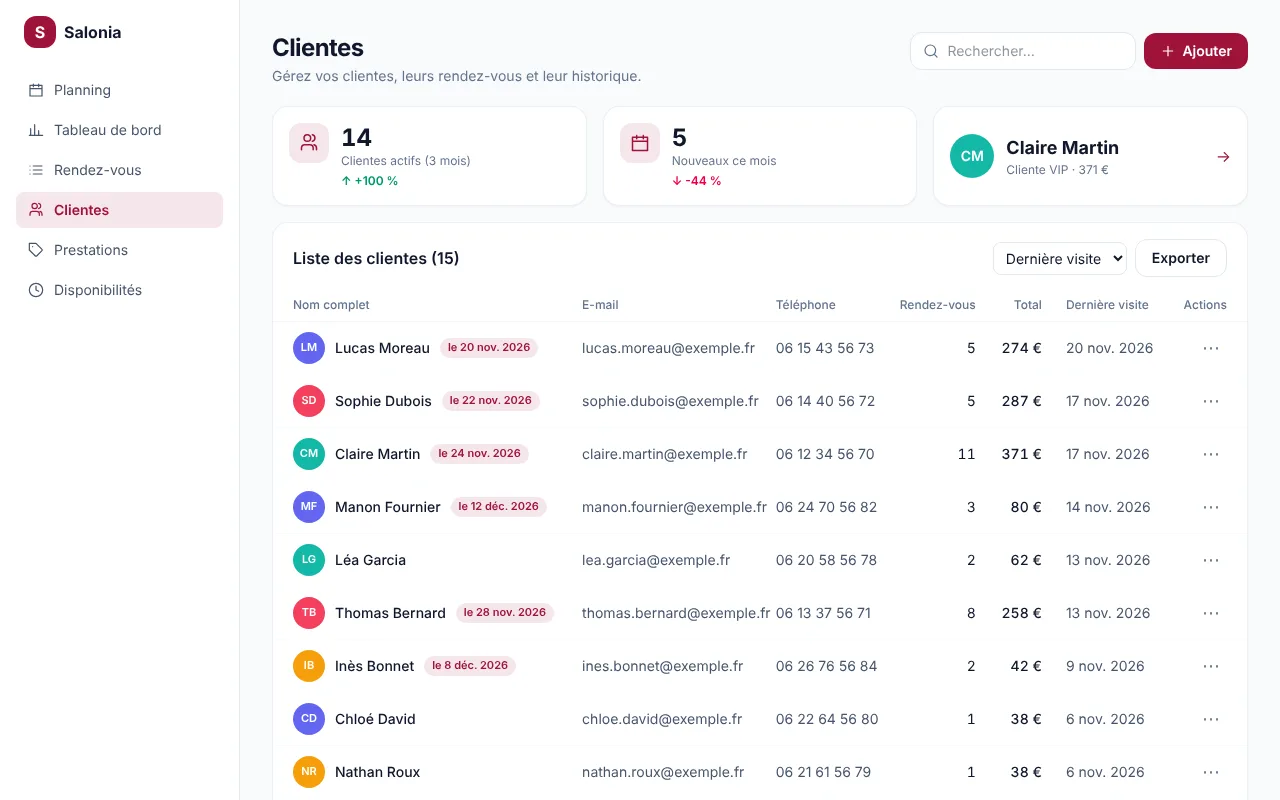 S Salonia
Planning
Tableau de bord
Rendez-vous
Clientes
Prestations
Disponibilités
Clientes
Gérez vos clientes, leurs rendez-vous et leur historique.
Rechercher...
Ajouter
14
Clientes actifs (3 mois)
↑ +100 %
5
Nouveaux ce mois
↓ -44 %
CM
Claire Martin
Cliente VIP · 371 €
→
Liste des clientes (15)
Dernière visite
Exporter
Nom complet E-mail Téléphone Rendez-vous Total Dernière visite Actions
LM Lucas Moreau le 20 nov. 2026 lucas.moreau@exemple.fr 06 15 43 56 73 5 274 € 20 nov. 2026 ···
SD Sophie Dubois le 22 nov. 2026 sophie.dubois@exemple.fr 06 14 40 56 72 5 287 € 17 nov. 2026 ···
CM Claire Martin le 24 nov. 2026 claire.martin@exemple.fr 06 12 34 56 70 11 371 € 17 nov. 2026 ···
MF Manon Fournier le 12 déc. 2026 manon.fournier@exemple.fr 06 24 70 56 82 3 80 € 14 nov. 2026 ···
LG Léa Garcia lea.garcia@exemple.fr 06 20 58 56 78 2 62 € 13 nov. 2026 ···
TB Thomas Bernard le 28 nov. 2026 thomas.bernard@exemple.fr 06 13 37 56 71 8 258 € 13 nov. 2026 ···
IB Inès Bonnet le 8 déc. 2026 ines.bonnet@exemple.fr 06 26 76 56 84 2 42 € 9 nov. 2026 ···
CD Chloé David chloe.david@exemple.fr 06 22 64 56 80 1 38 € 6 nov. 2026 ···
NR Nathan Roux nathan.roux@exemple.fr 06 21 61 56 79 1 38 € 6 nov. 2026 ···